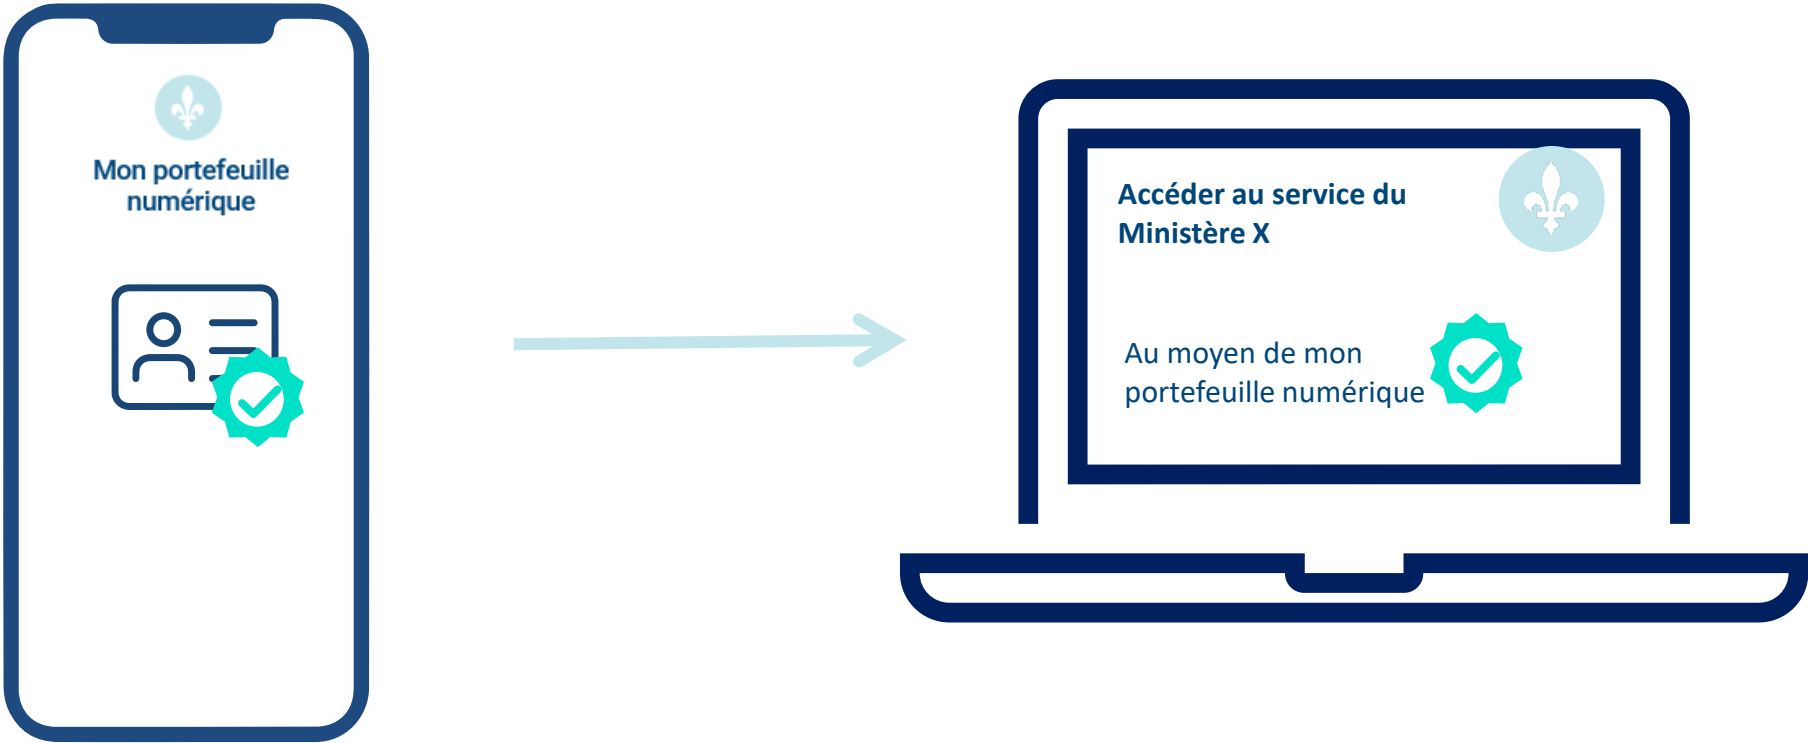 Mon portefeuille
numérique
Accéder au service du
Ministère X
Au moyen de mon
portefeuille numérique